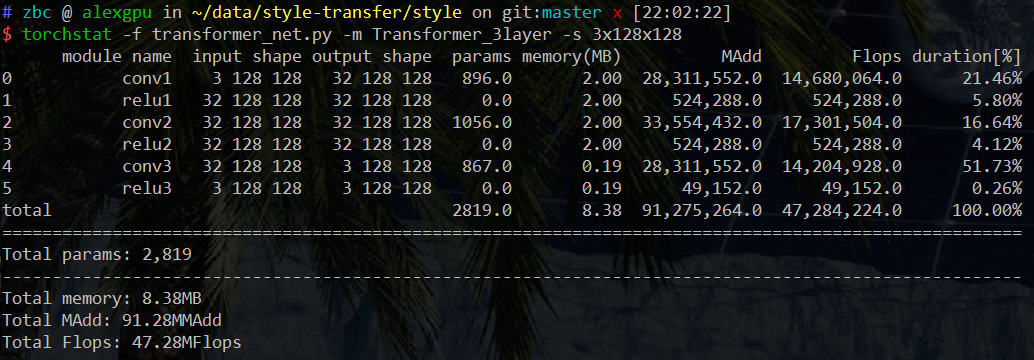 # zbc @ alexgpu in ~/data/style-transfer/style on git:master x [22:02:22]
$ torchstat -f transformer_net.py -m Transformer_3layer -s 3x128x128
      module name  input shape output shape  params memory(MB)          MAdd         Flops duration[%]
0           conv1    3 128 128   32 128 128   896.0       2.00  28,311,552.0  14,680,064.0      21.46%
1           relu1   32 128 128   32 128 128     0.0       2.00     524,288.0     524,288.0       5.80%
2           conv2   32 128 128   32 128 128  1056.0       2.00  33,554,432.0  17,301,504.0      16.64%
3           relu2   32 128 128   32 128 128     0.0       2.00     524,288.0     524,288.0       4.12%
4           conv3   32 128 128    3 128 128   867.0       0.19  28,311,552.0  14,204,928.0      51.73%
5           relu3    3 128 128    3 128 128     0.0       0.19      49,152.0      49,152.0       0.26%
total                                        2819.0       8.38  91,275,264.0  47,284,224.0     100.00%
======================================================================================================
Total params: 2,819
------------------------------------------------------------------------------------------------------
Total memory: 8.38MB
Total MAdd: 91.28MMAdd
Total Flops: 47.28MFlops